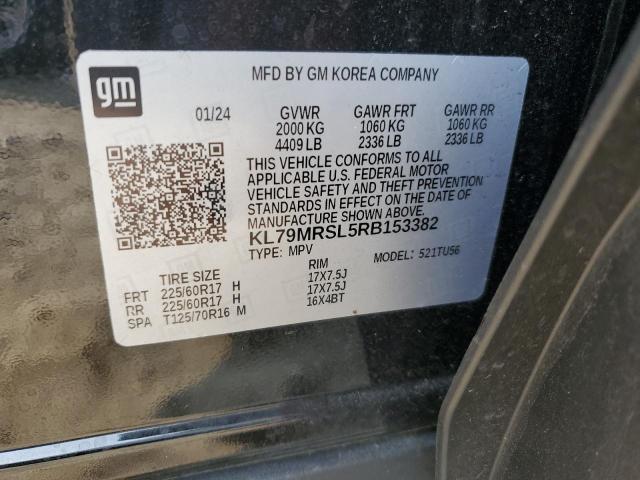 gm
MFD BY GM KOREA COMPANY
01/24 GVWR GAWR FRT GAWR RR
2000 KG 1060 KG 1060 KG
4409 LB 2336 LB 2336 LB
THIS VEHICLE CONFORMS TO ALL
APPLICABLE U.S. FEDERAL MOTOR
VEHICLE SAFETY AND THEFT PREVENTION
STANDARDS IN EFFECT ON THE DATE OF
MANUFACTURE SHOWN ABOVE.
KL79MRSL5RB153382
TYPE: MPV MODEL: 521TU56
TIRE SIZE RIM
FRT 225/60R17 H 17X7.5J
RR 225/60R17 H 17X7.5J
SPA T125/70R16 M 16X4BT